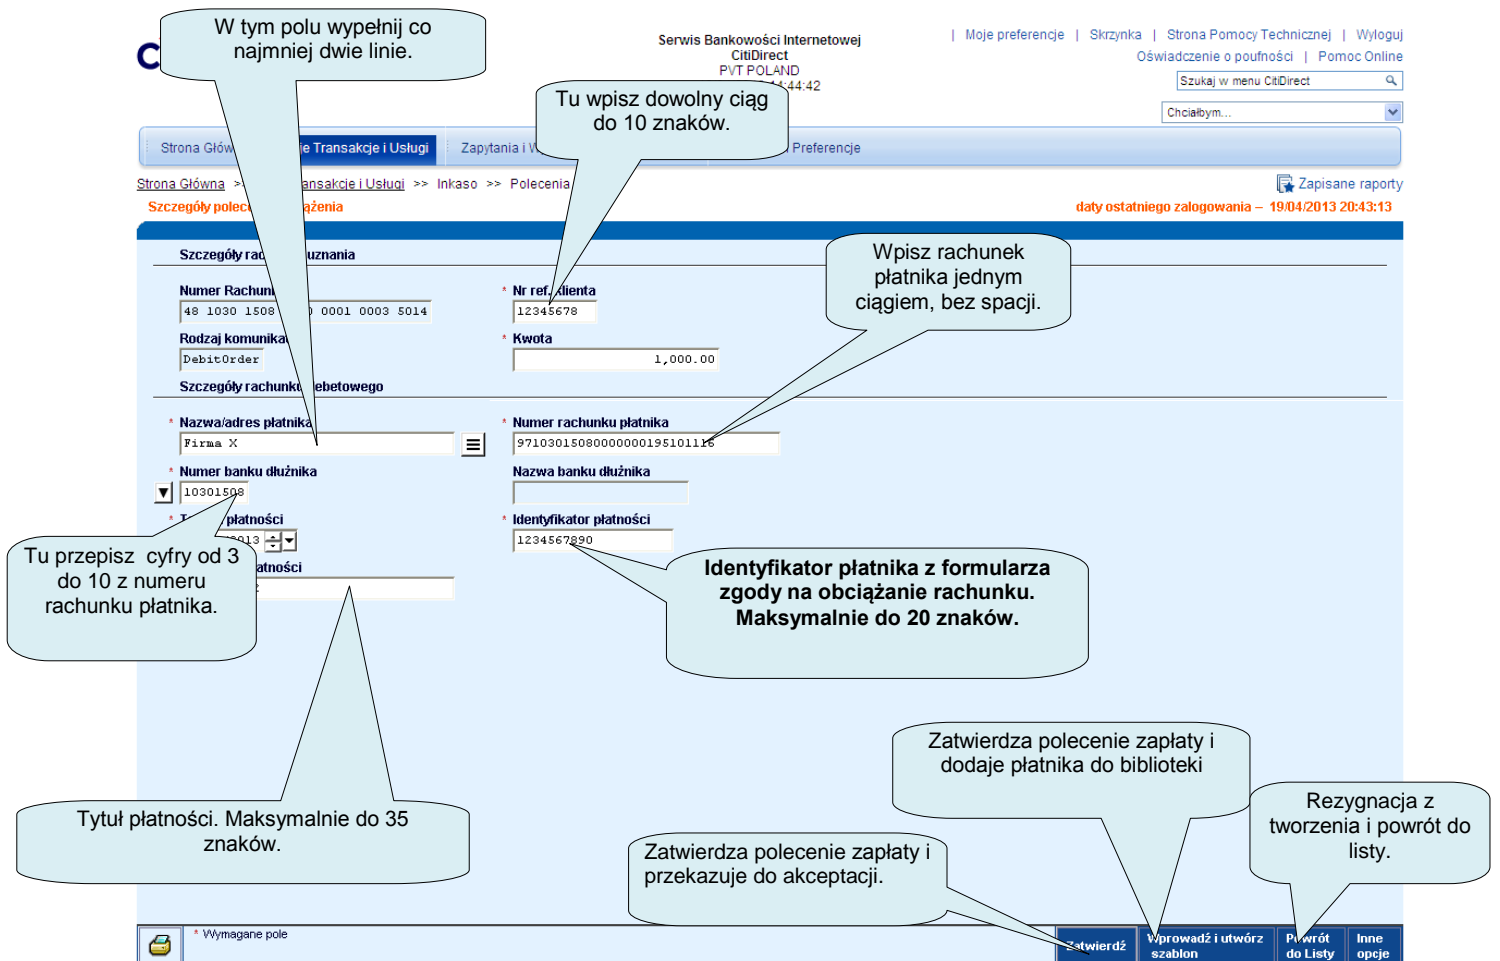 W tym polu wypełnij co
najmniej dwie linie.
Serwis Bankowości Internetowej
CitiDirect
PVT POLAND
44:42
| Moje preferencje | Skrzynka | Strona Pomocy Technicznej | Wyloguj
Oświadczenie o poufności | Pomoc Online
Szukaj w menu CitiDirect
Chciałbym...
Tu wpisz dowolny ciąg
do 10 znaków.
Strona Głów
je Transakcje i Usługi
Zapytania i W
Preferencje
Strona Główna >> ansakcje i Usługi >> Inkaso >> Polecenia
Zapisane raporty
Szczegóły polec ążenia
daty ostatniego zalogowania – 19/04/2013 20:43:13
Wpisz rachunek
płatnika jednym
ciągiem, bez spacji.
Szczegóły rac uznania
Numer Rachun
* Nr ref. klienta
48 1030 1508 0 0001 0003 5014
12345678
Rodzaj komunika
* Kwota
DebitOrder
1,000.00
Szczegóły rachunku debetowego
* Nazwa/adres płatnika
* Numer rachunku płatnika
Firma X
97103015080000000195101116
* Numer banku dłużnika
Nazwa banku dłużnika
10301508
* T płatności
* Identyfikator płatności
013
1234567890
atności
Tu przepisz cyfry od 3
do 10 z numeru
rachunku płatnika.
Identyfikator płatnika z formularza
zgody na obciążanie rachunku.
Maksymalnie do 20 znaków.
Tytuł płatności. Maksymalnie do 35
znaków.
Zatwierdza polecenie zapłaty i
dodaje płatnika do biblioteki
Rezygnacja z
tworzenia i powrót do
listy.
Zatwierdza polecenie zapłaty i
przekazuje do akceptacji.
* Wymagane pole
Zatwierdź
Wprowadź i utwórz
szablon
Powrót
do Listy
Inne
opcje